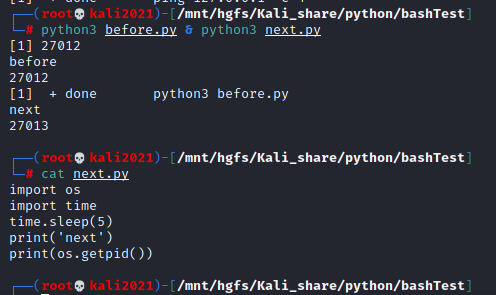 [1]  + done       ping 127.0.0.1 -c 4
┌──(root💀kali2021)-[/mnt/hgfs/Kali_share/python/bashTest]
└─# python3 before.py & python3 next.py
[1] 27012
before
27012
[1]  + done       python3 before.py
next
27013
┌──(root💀kali2021)-[/mnt/hgfs/Kali_share/python/bashTest]
└─# cat next.py
import os
import time
time.sleep(5)
print('next')
print(os.getpid())
┌──(root💀kali2021)-[/mnt/hgfs/Kali_share/python/bashTest]